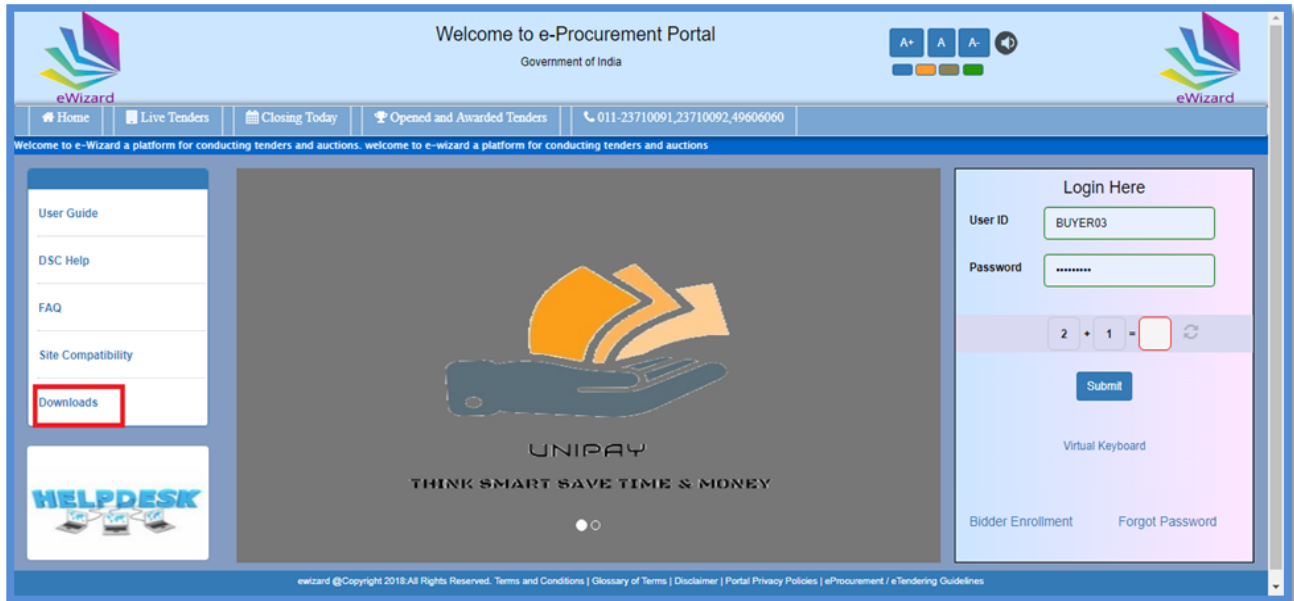 Welcome to e-Procurement Portal
Government of India
A+ A A-
eWizard
eWizard
Home Live Tenders Closing Today Opened and Awarded Tenders 011-23710091,23710092,49606060
Welcome to e-Wizard a platform for conducting tenders and auctions. welcome to e-wizard a platform for conducting tenders and auctions
User Guide
DSC Help
FAQ
Site Compatibility
Downloads
HELPDESK
UNIPAY
THINK SMART SAVE TIME & MONEY
Login Here
User ID BUYER03
Password •••••••••
2 + 1 =
Submit
Virtual Keyboard
Bidder Enrollment Forgot Password
ewizard @Copyright 2018:All Rights Reserved. Terms and Conditions | Glossary of Terms | Disclaimer | Portal Privacy Policies | eProcurement / eTendering Guidelines